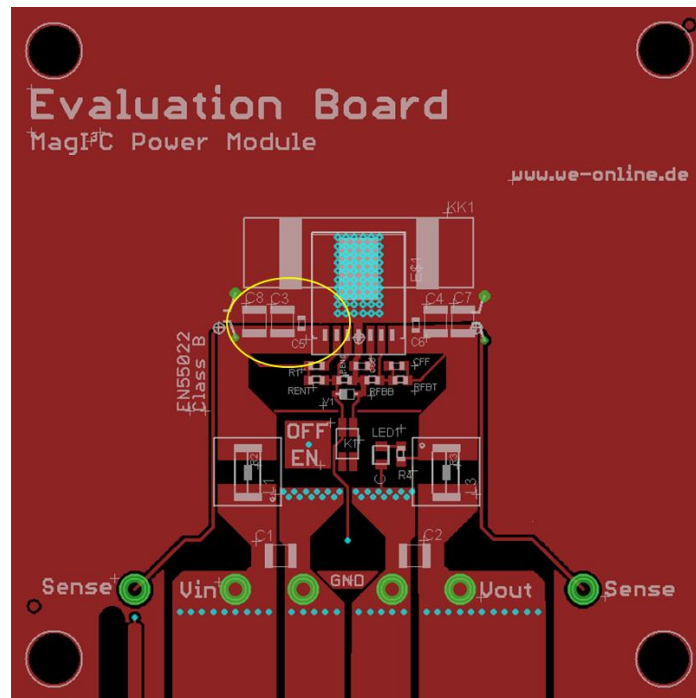 Evaluation Board
MagI³C Power Module
www.we-online.de
KK1
C8 C3
C4 C7
C5
C6
EN55022
Class B
R1
CFF
RENT
RFBB
RFBT
V1
OFF
EN
K1
LED1
R4
C1
C2
Sense
Vin
GND
Vout
Sense